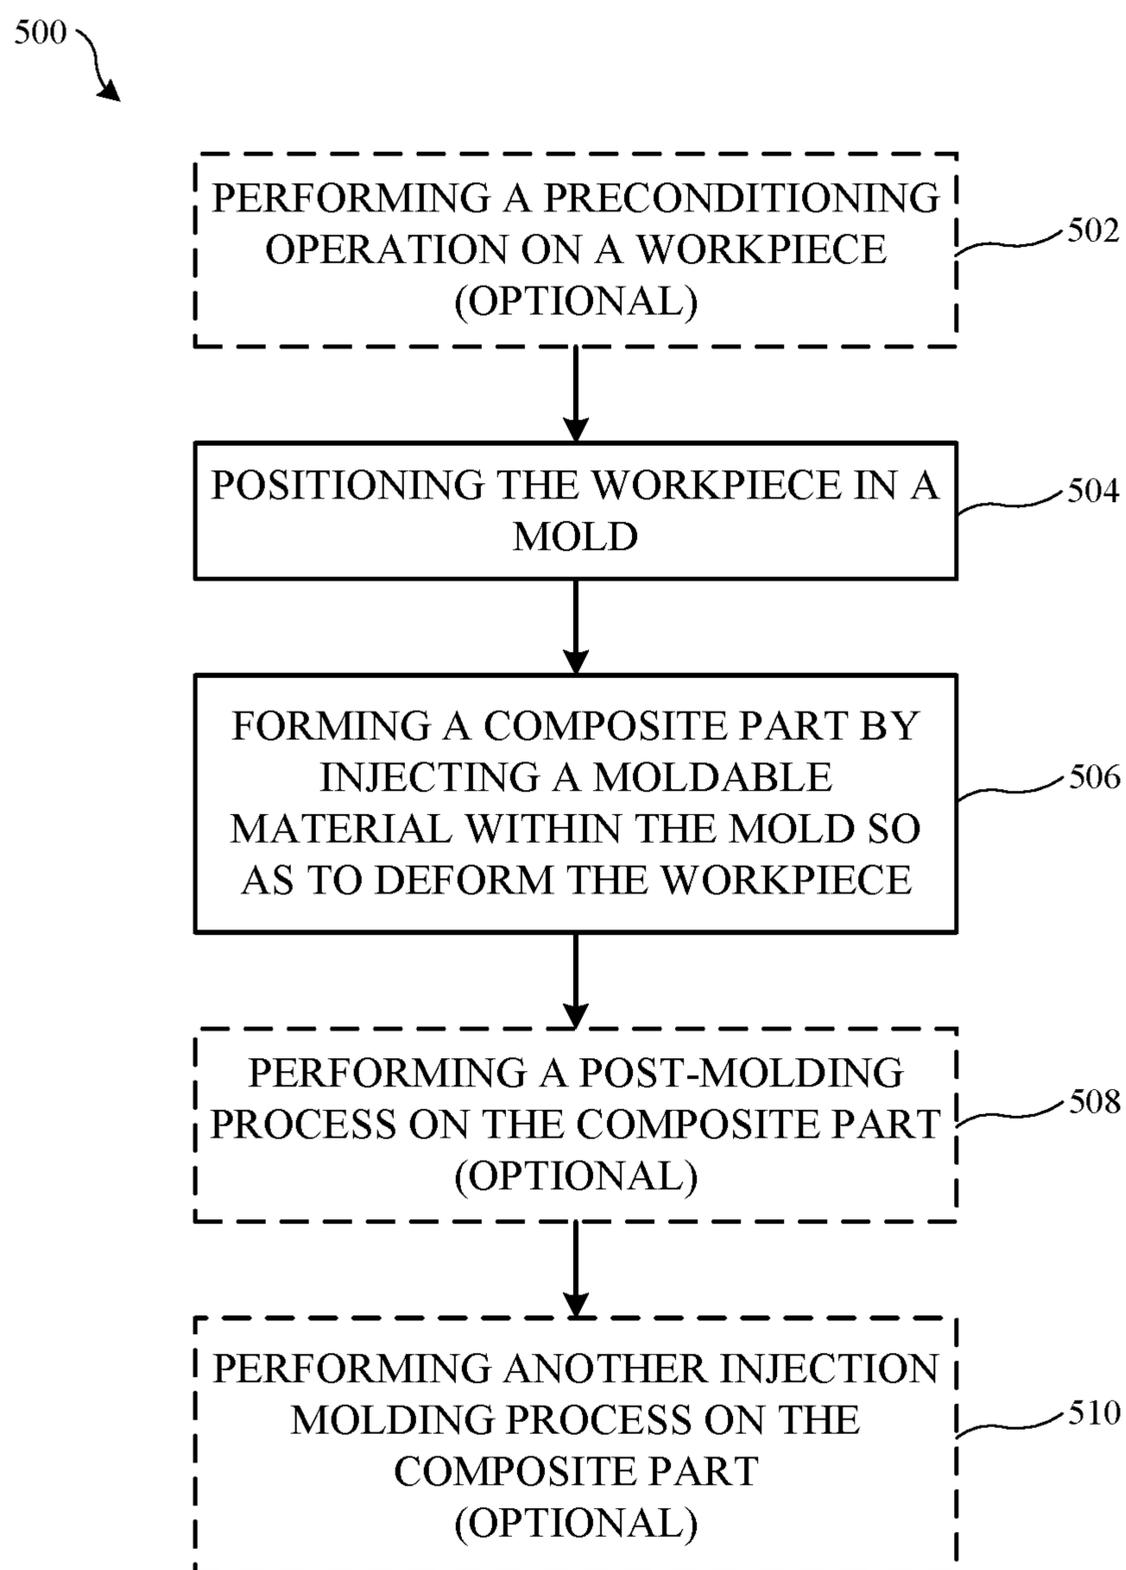 500
PERFORMING A PRECONDITIONING
OPERATION ON A WORKPIECE
(OPTIONAL)
502
POSITIONING THE WORKPIECE IN A
MOLD
504
FORMING A COMPOSITE PART BY
INJECTING A MOLDABLE
MATERIAL WITHIN THE MOLD SO
AS TO DEFORM THE WORKPIECE
506
PERFORMING A POST-MOLDING
PROCESS ON THE COMPOSITE PART
(OPTIONAL)
508
PERFORMING ANOTHER INJECTION
MOLDING PROCESS ON THE
COMPOSITE PART
(OPTIONAL)
510